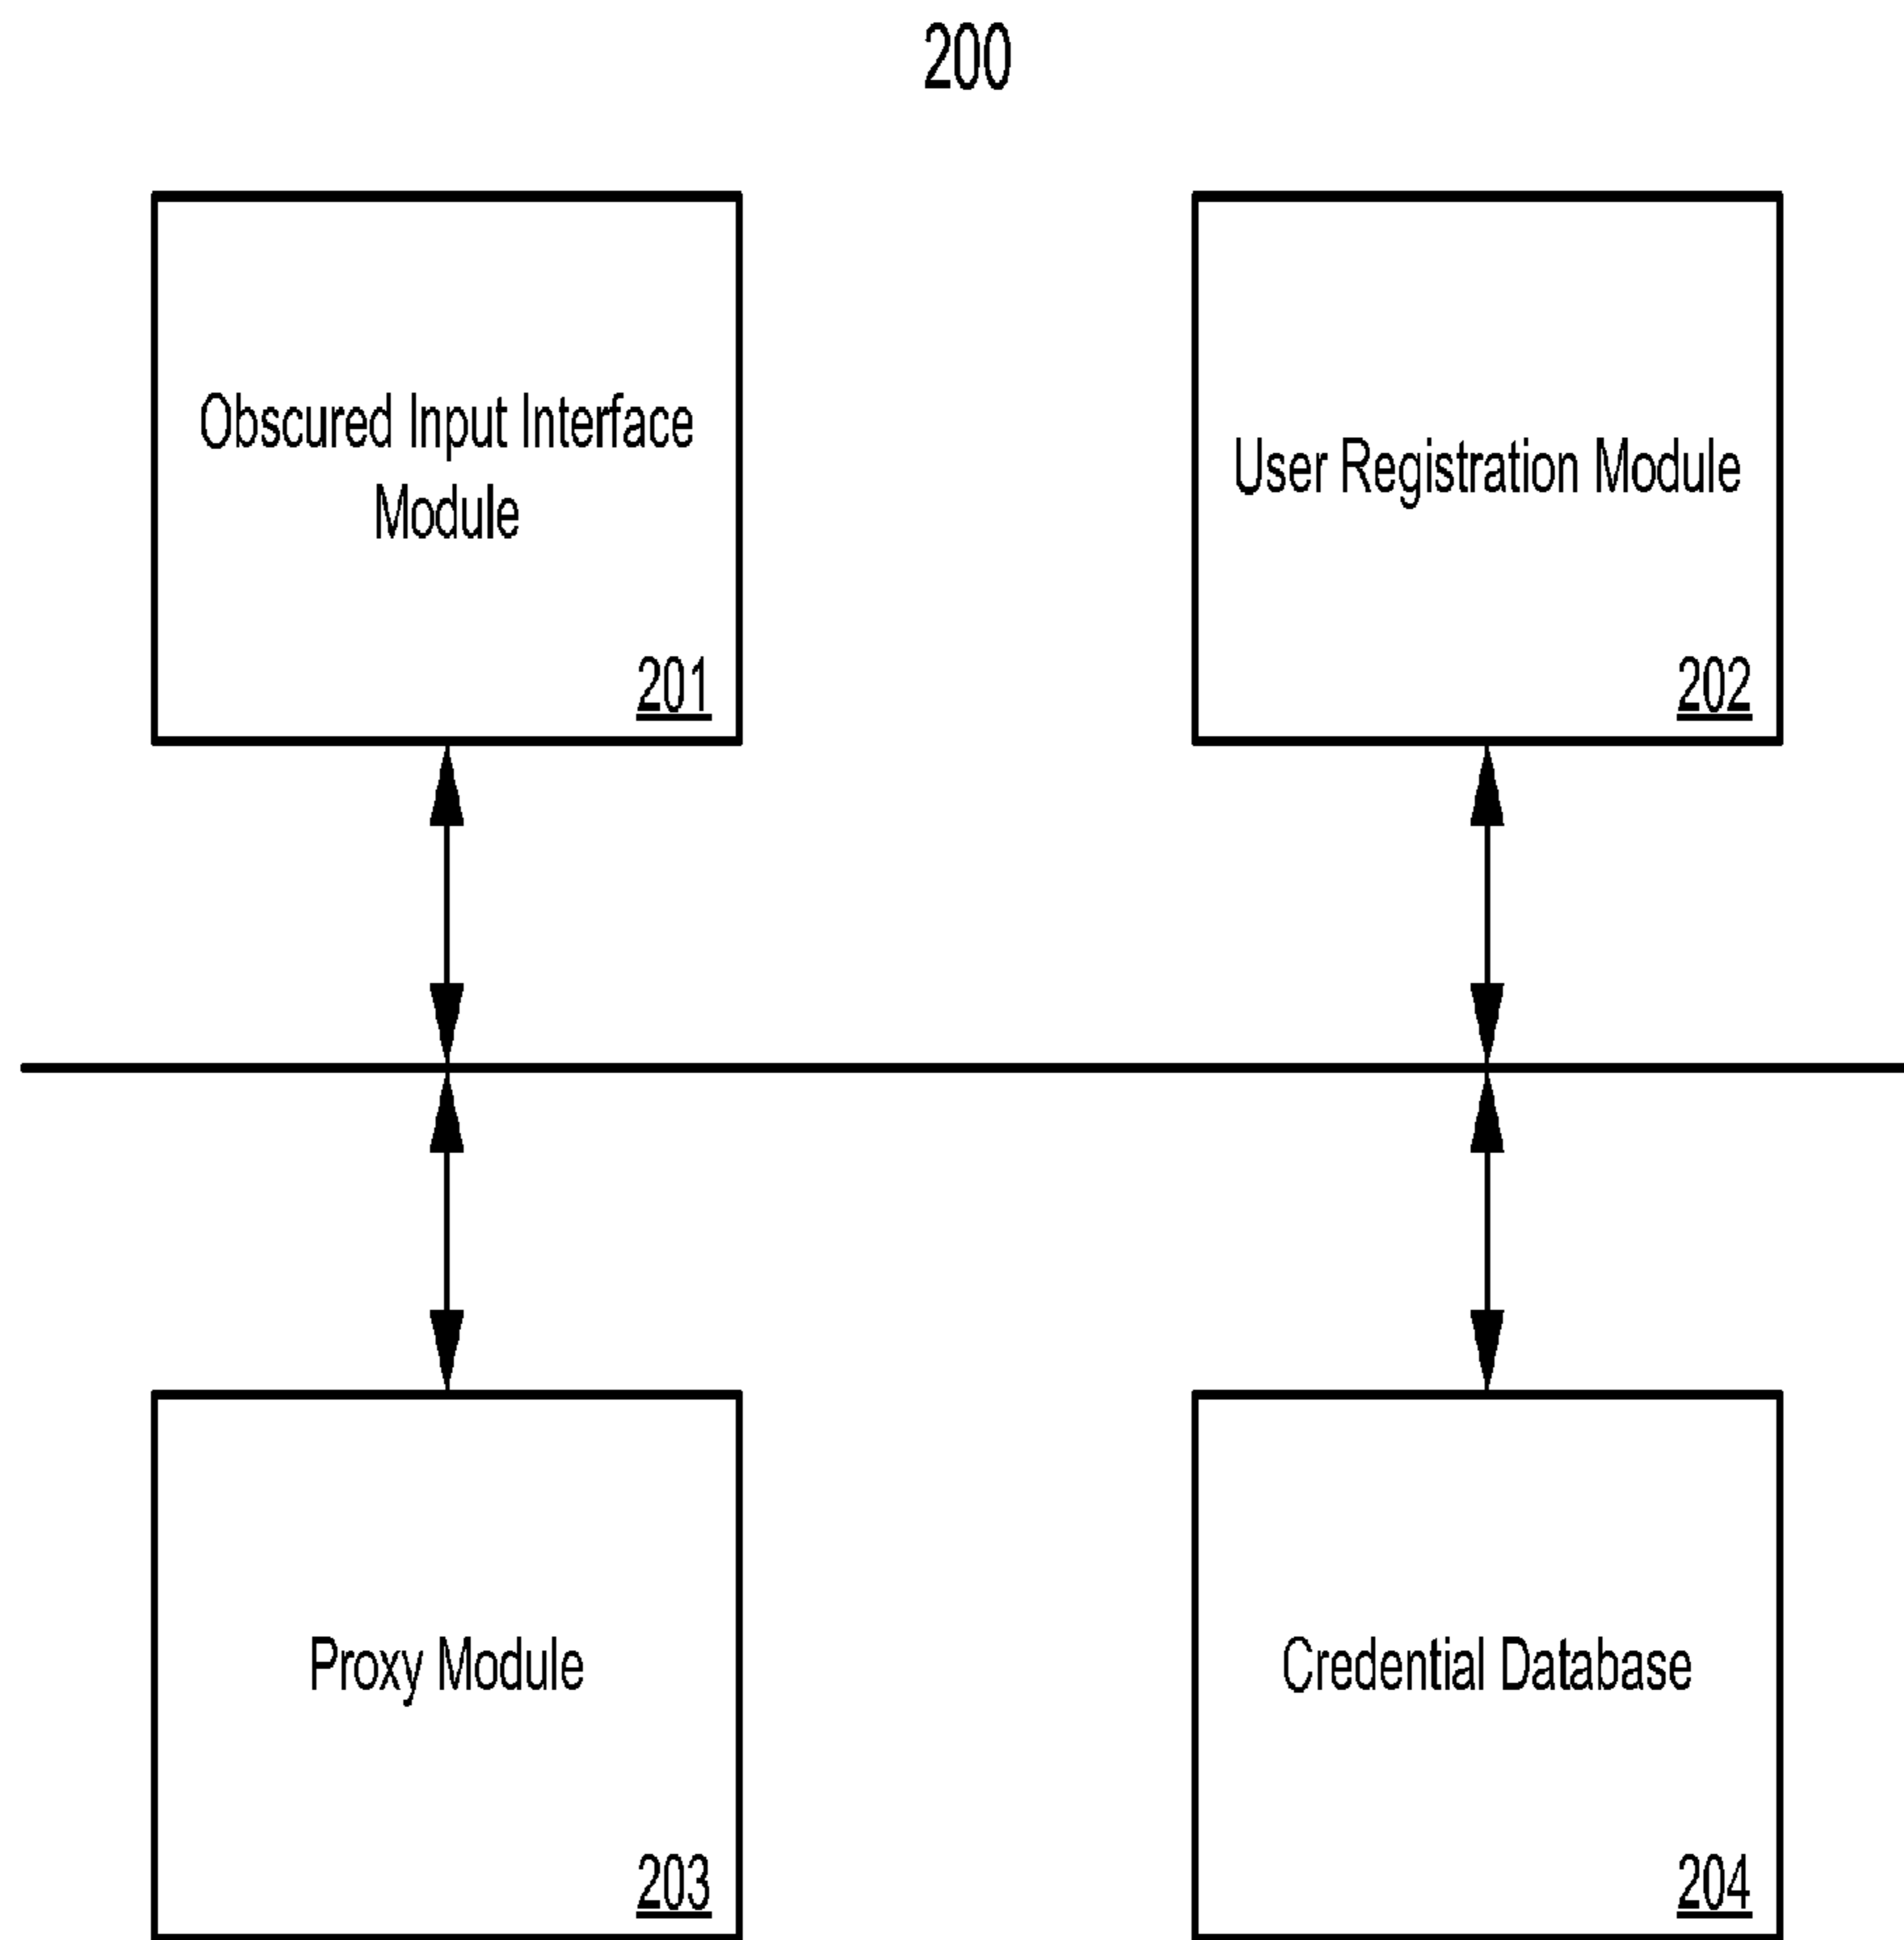 200
Obscured Input Interface
Module
201
User Registration Module
202
Proxy Module
203
Credential Database
204